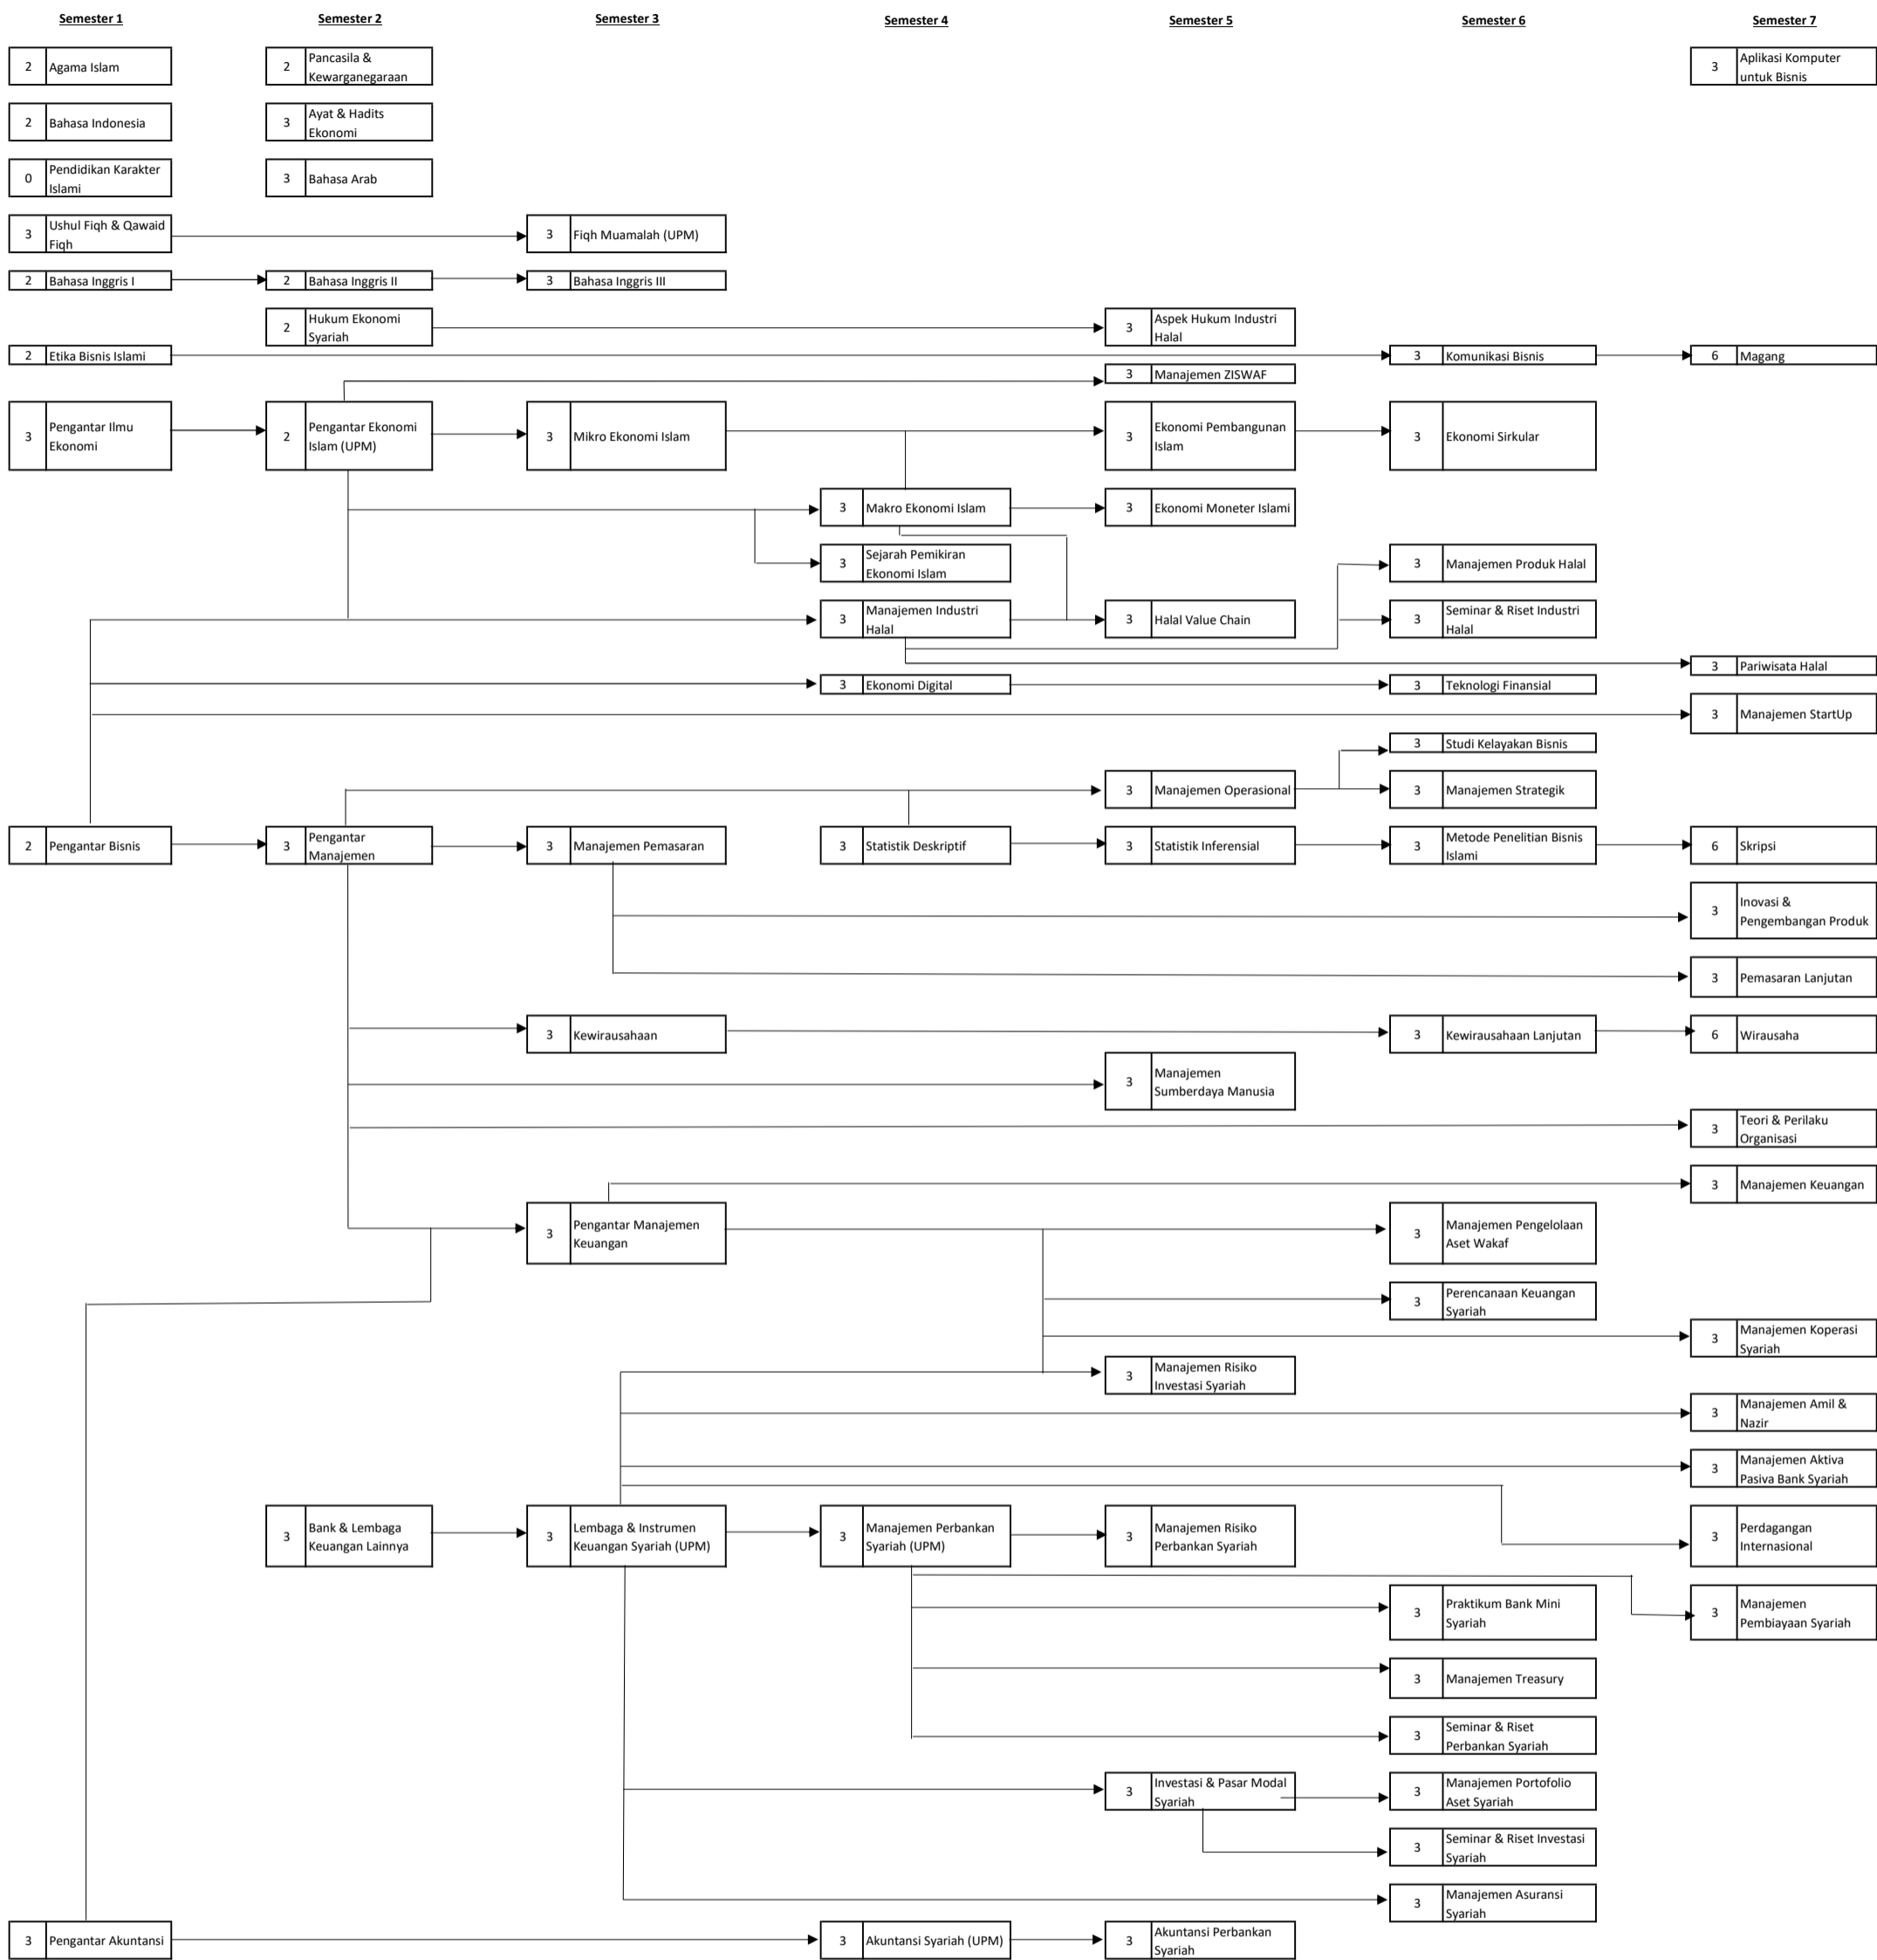 Semester 1
Semester 2
Semester 3
Semester 4
Semester 5
Semester 6
Semester 7
2 Agama Islam
2 Pancasila &
Kewarganegaraan
3 Aplikasi Komputer
untuk Bisnis
2 Bahasa Indonesia
3 Ayat & Hadits
Ekonomi
0 Pendidikan Karakter
Islami
3 Bahasa Arab
3 Ushul Fiqh & Qawaid
Fiqh
3 Fiqh Muamalah (UPM)
2 Bahasa Inggris I
2 Bahasa Inggris II
3 Bahasa Inggris III
2 Hukum Ekonomi
Syariah
3 Aspek Hukum Industri
Halal
2 Etika Bisnis Islami
3 Komunikasi Bisnis
6 Magang
3 Manajemen ZISWAF
3 Pengantar Ilmu
Ekonomi
2 Pengantar Ekonomi
Islam (UPM)
3 Mikro Ekonomi Islam
3 Ekonomi Pembangunan
Islam
3 Ekonomi Sirkular
3 Makro Ekonomi Islam
3 Ekonomi Moneter Islami
3 Sejarah Pemikiran
Ekonomi Islam
3 Manajemen Produk Halal
3 Manajemen Industri
Halal
3 Halal Value Chain
3 Seminar & Riset Industri
Halal
3 Pariwisata Halal
3 Ekonomi Digital
3 Teknologi Finansial
3 Manajemen StartUp
3 Studi Kelayakan Bisnis
3 Manajemen Operasional
3 Manajemen Strategik
2 Pengantar Bisnis
3 Pengantar
Manajemen
3 Manajemen Pemasaran
3 Statistik Deskriptif
3 Statistik Inferensial
3 Metode Penelitian Bisnis
Islami
6 Skripsi
3 Inovasi &
Pengembangan Produk
3 Pemasaran Lanjutan
3 Kewirausahaan
3 Kewirausahaan Lanjutan
6 Wirausaha
3 Manajemen
Sumberdaya Manusia
3 Teori & Perilaku
Organisasi
3 Manajemen Keuangan
3 Pengantar Manajemen
Keuangan
3 Manajemen Pengelolaan
Aset Wakaf
3 Perencanaan Keuangan
Syariah
3 Manajemen Koperasi
Syariah
3 Manajemen Risiko
Investasi Syariah
3 Manajemen Amil &
Nazir
3 Manajemen Aktiva
Pasiva Bank Syariah
3 Bank & Lembaga
Keuangan Lainnya
3 Lembaga & Instrumen
Keuangan Syariah (UPM)
3 Manajemen Perbankan
Syariah (UPM)
3 Manajemen Risiko
Perbankan Syariah
3 Perdagangan
Internasional
3 Praktikum Bank Mini
Syariah
3 Manajemen
Pembiayaan Syariah
3 Manajemen Treasury
3 Seminar & Riset
Perbankan Syariah
3 Investasi & Pasar Modal
Syariah
3 Manajemen Portofolio
Aset Syariah
3 Seminar & Riset Investasi
Syariah
3 Manajemen Asuransi
Syariah
3 Pengantar Akuntansi
3 Akuntansi Syariah (UPM)
3 Akuntansi Perbankan
Syariah